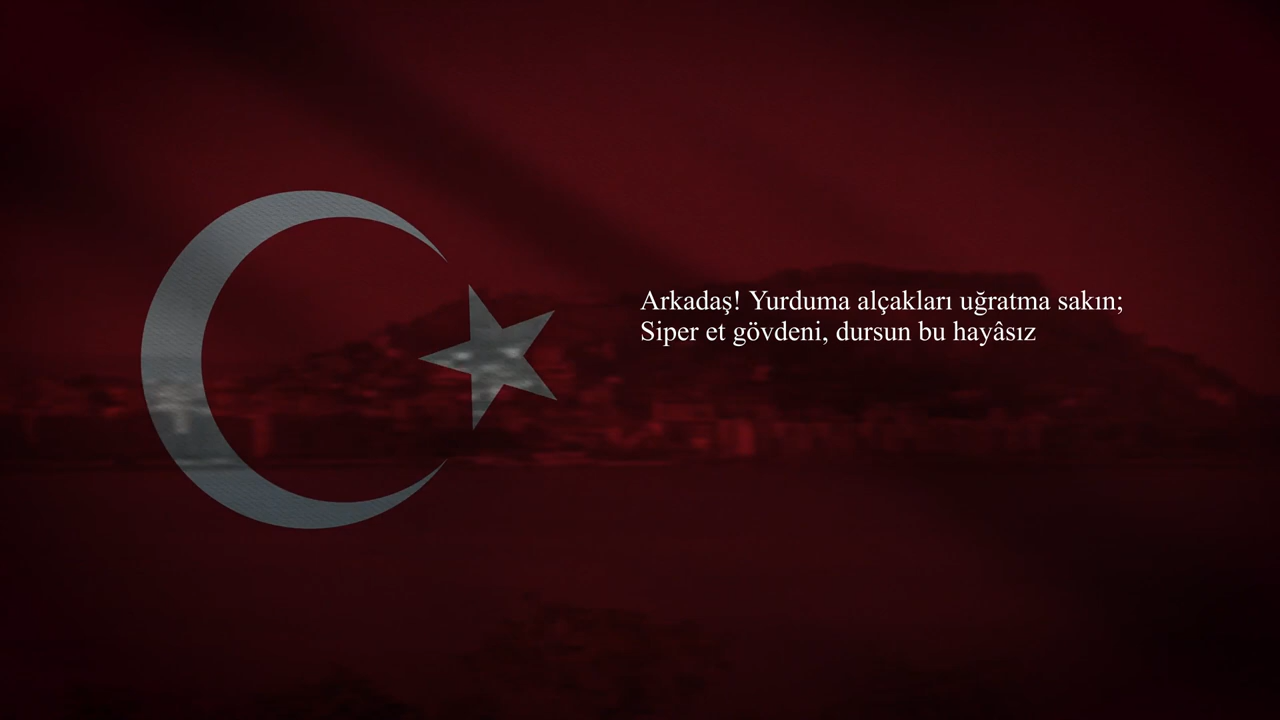 Arkadaş! Yurduma alçakları uğratma sakın;
Siper et gövdeni, dursun bu hayâsız